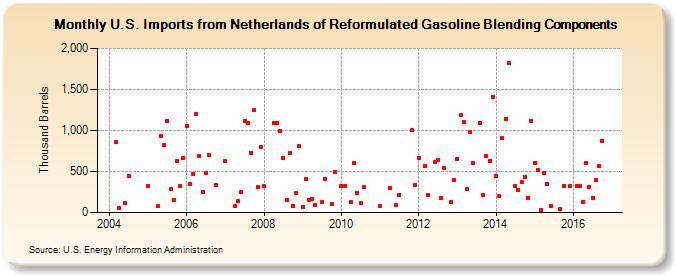 Monthly U.S. Imports from Netherlands of Reformulated Gasoline Blending Components
Thousand Barrels
2,000
1,500
1,000
500
0
2004 2006 2008 2010 2012 2014 2016
Source: U.S. Energy Information Administration